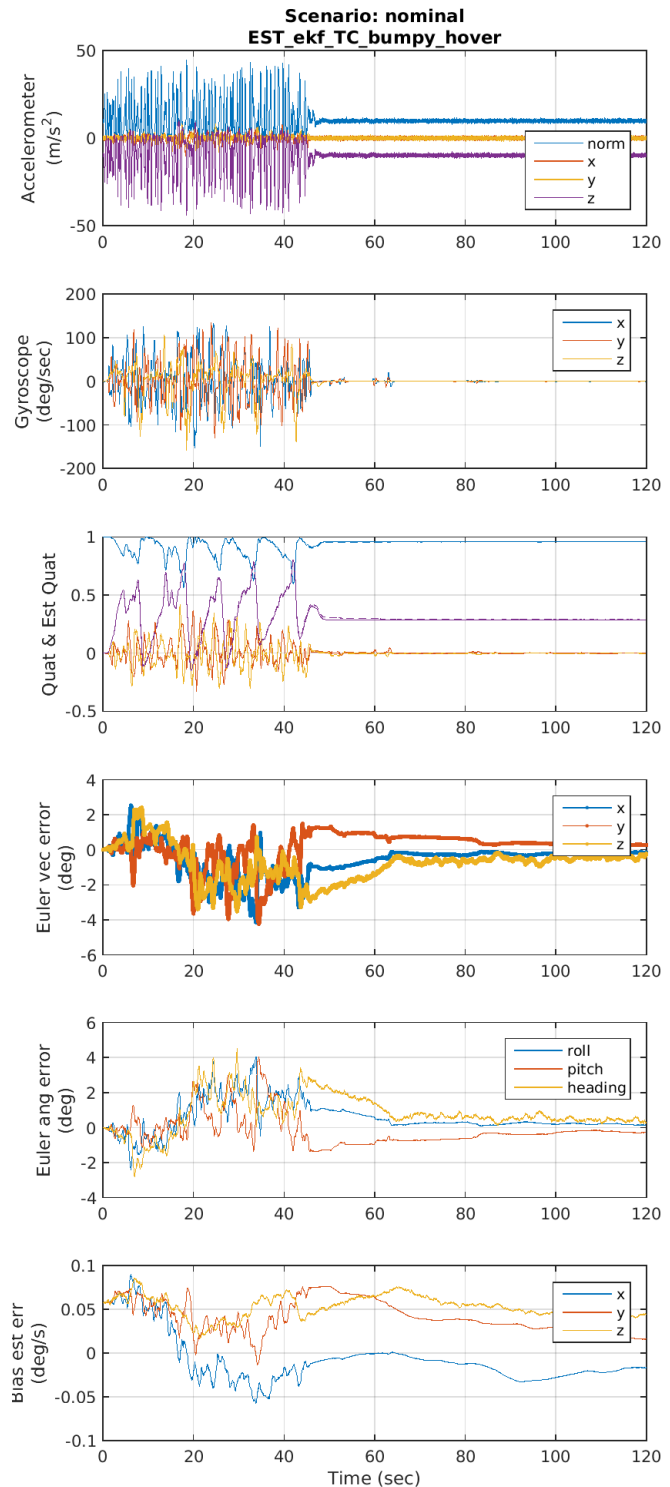 Scenario: nominal
EST_ekf_TC_bumpy_hover
Accelerometer
(m/s²)
50
0
-50
norm
x
y
z
0 20 40 60 80 100 120
Gyroscope
(deg/sec)
200
100
0
-100
-200
x
y
z
0 20 40 60 80 100 120
Quat & Est Quat
1
0.5
0
-0.5
0 20 40 60 80 100 120
Euler vec error
(deg)
4
2
0
-2
-4
-6
x
y
z
0 20 40 60 80 100 120
Euler ang error
(deg)
6
4
2
0
-2
-4
roll
pitch
heading
0 20 40 60 80 100 120
Bias est err
(deg/s)
0.1
0.05
0
-0.05
-0.1
x
y
z
0 20 40 60 80 100 120
Time (sec)